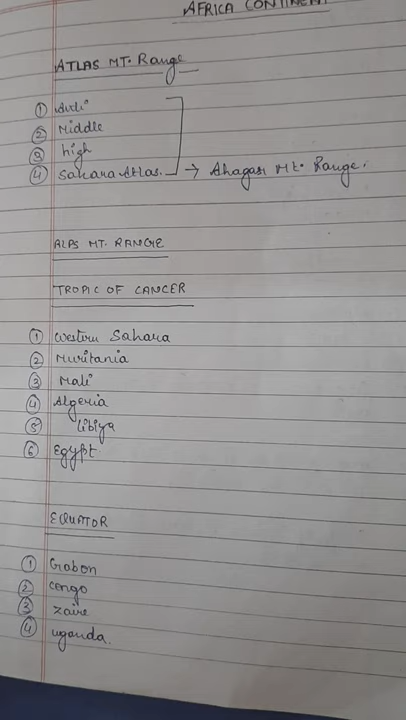 AFRICA CONTINENT
ATLAS MT. Range
① Anti
② Middle
③ high
④ Sahara Atlas. → Ahagar Mt. Range.
ALPS MT. RANGE
TROPIC OF CANCER
① Western Sahara
② Muritania
③ Mali
④ Algeria
⑤ libiya
⑥ Egypt
EQUATOR
① Gabon
② Congo
③ Zaire
④ uganda.